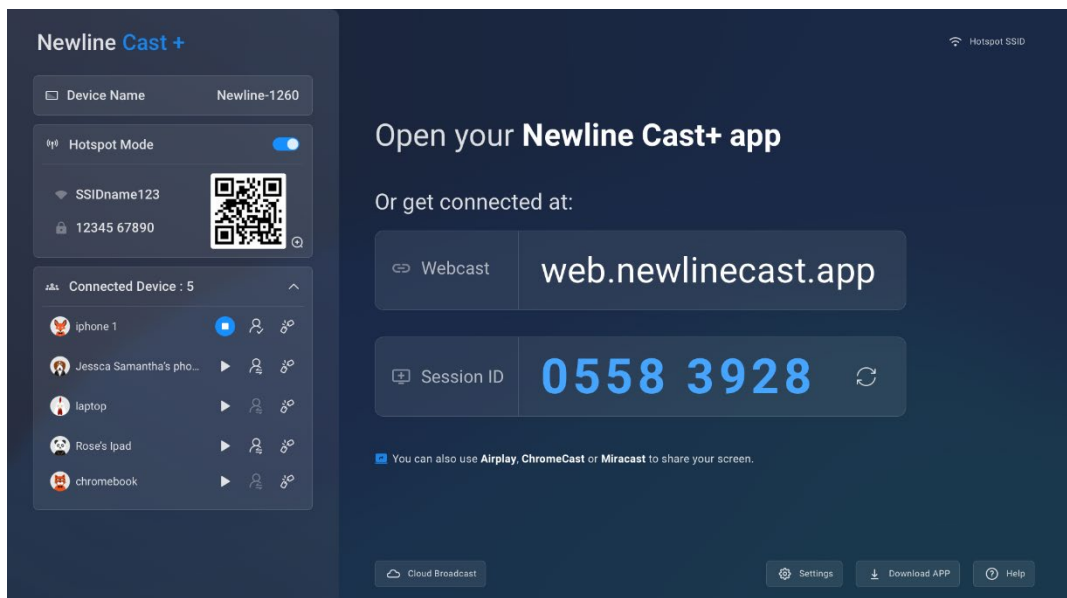 Newline Cast +
Hotspot SSID
Device Name Newline-1260
Hotspot Mode
SSIDname123
12345 67890
Connected Device : 5
iphone 1
Jessca Samantha's pho...
laptop
Rose's Ipad
chromebook
Open your Newline Cast+ app
Or get connected at:
Webcast web.newlinecast.app
Session ID 0558 3928
You can also use Airplay, ChromeCast or Miracast to share your screen.
Cloud Broadcast
Settings
Download APP
Help